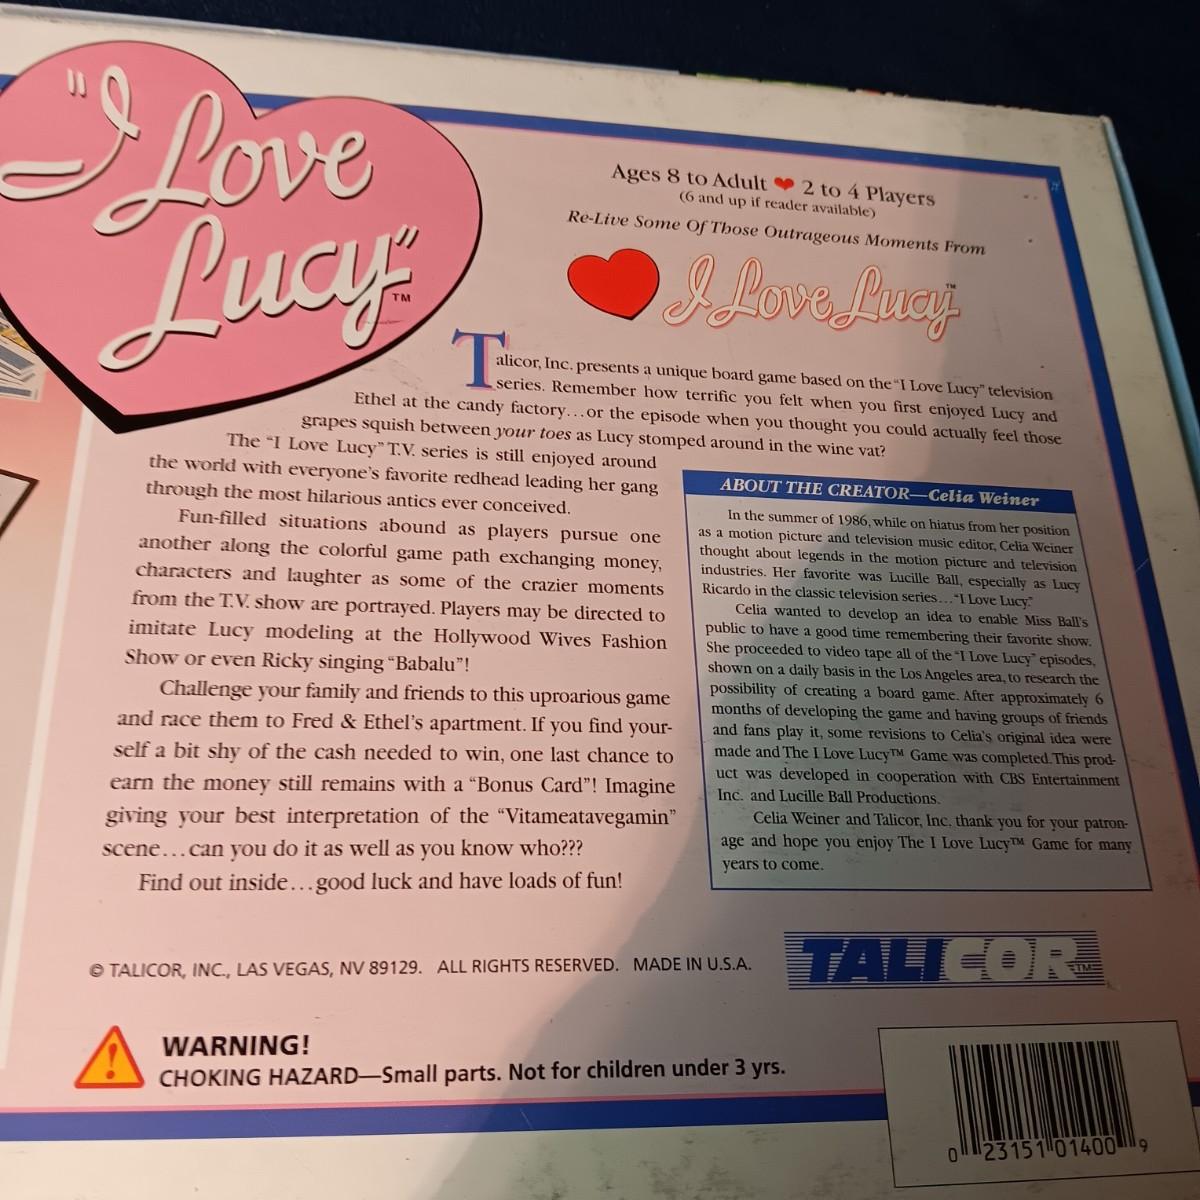 "I Love
Lucy"™
Ages 8 to Adult ♥ 2 to 4 Players
(6 and up if reader available)
Re-Live Some Of Those Outrageous Moments From
I Love Lucy™
Talicor, Inc. presents a unique board game based on the "I Love Lucy" television
series. Remember how terrific you felt when you first enjoyed Lucy and
Ethel at the candy factory...or the episode when you thought you could actually feel those
grapes squish between your toes as Lucy stomped around in the wine vat?
The "I Love Lucy" T.V. series is still enjoyed around
the world with everyone's favorite redhead leading her gang
through the most hilarious antics ever conceived.
Fun-filled situations abound as players pursue one
another along the colorful game path exchanging money,
characters and laughter as some of the crazier moments
from the T.V. show are portrayed. Players may be directed to
imitate Lucy modeling at the Hollywood Wives Fashion
Show or even Ricky singing "Babalu"!
Challenge your family and friends to this uproarious game
and race them to Fred & Ethel's apartment. If you find your-
self a bit shy of the cash needed to win, one last chance to
earn the money still remains with a "Bonus Card"! Imagine
giving your best interpretation of the "Vitameatavegamin"
scene...can you do it as well as you know who???
Find out inside...good luck and have loads of fun!
ABOUT THE CREATOR—Celia Weiner
In the summer of 1986, while on hiatus from her position
as a motion picture and television music editor, Celia Weiner
thought about legends in the motion picture and television
industries. Her favorite was Lucille Ball, especially as Lucy
Ricardo in the classic television series..."I Love Lucy."
Celia wanted to develop an idea to enable Miss Ball's
public to have a good time remembering their favorite show.
She proceeded to video tape all of the "I Love Lucy" episodes,
shown on a daily basis in the Los Angeles area, to research the
possibility of creating a board game. After approximately 6
months of developing the game and having groups of friends
and fans play it, some revisions to Celia's original idea were
made and The I Love Lucy™ Game was completed. This prod-
uct was developed in cooperation with CBS Entertainment
Inc. and Lucille Ball Productions.
Celia Weiner and Talicor, Inc. thank you for your patron-
age and hope you enjoy The I Love Lucy™ Game for many
years to come.
© TALICOR, INC., LAS VEGAS, NV 89129. ALL RIGHTS RESERVED. MADE IN U.S.A.
TALICOR™
WARNING!
CHOKING HAZARD—Small parts. Not for children under 3 yrs.
0 23151 01400 9